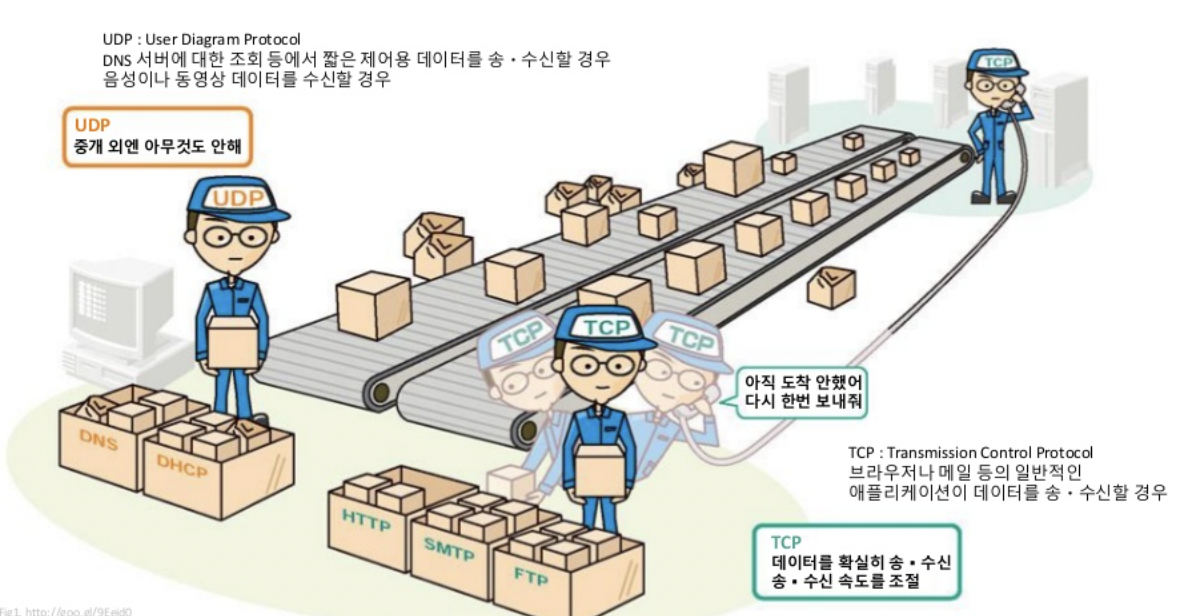 UDP : User Diagram Protocol
DNS 서버에 대한 조회 등에서 짧은 제어용 데이터를 송・수신할 경우
음성이나 동영상 데이터를 수신할 경우
UDP
중개 외엔 아무것도 안해
UDP
TCP
TCP
TCP
TCP
아직 도착 안했어
다시 한번 보내줘
DNS
DHCP
HTTP
SMTP
FTP
TCP : Transmission Control Protocol
브라우저나 메일 등의 일반적인
애플리케이션이 데이터를 송・수신할 경우
TCP
데이터를 확실히 송・수신
송・수신 속도를 조절
Fig1. http://goo.gl/9Eeid0